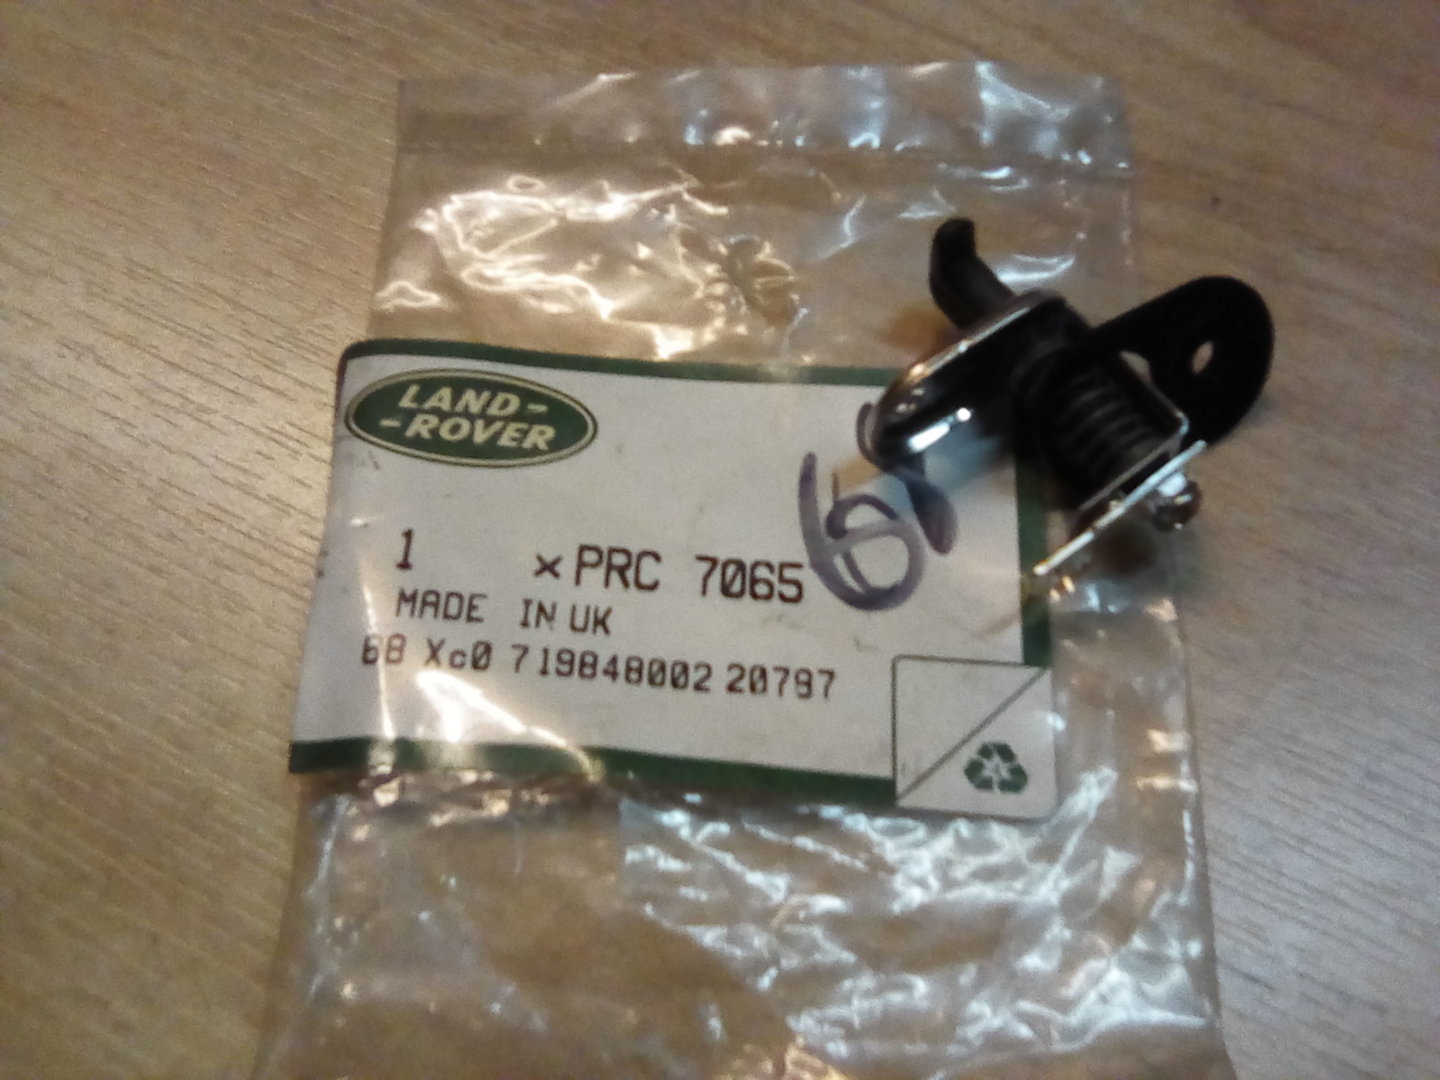 LAND-
-ROVER
1 x PRC 7065
MADE IN UK
68 Xc0 719848002 20797